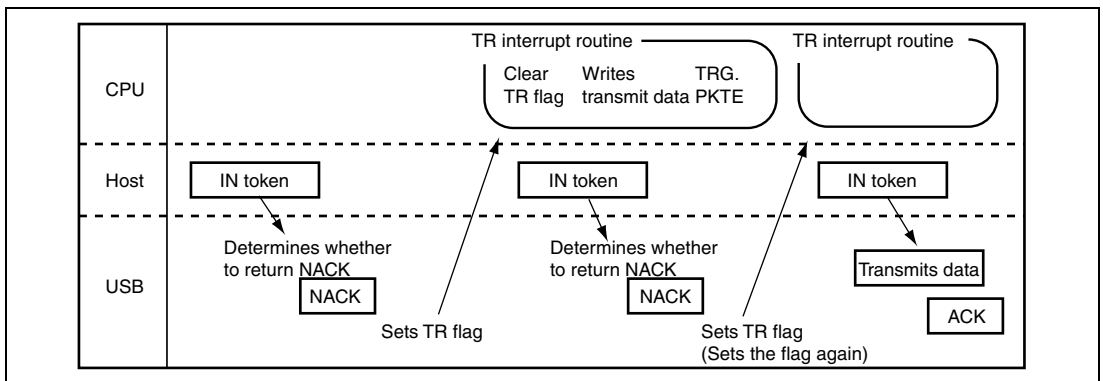 CPU
TR interrupt routine
Clear Writes TRG.
TR flag transmit data PKTE
TR interrupt routine
Host
IN token
IN token
IN token
USB
Determines whether
to return NACK
NACK
Sets TR flag
Determines whether
to return NACK
NACK
Sets TR flag
(Sets the flag again)
Transmits data
ACK